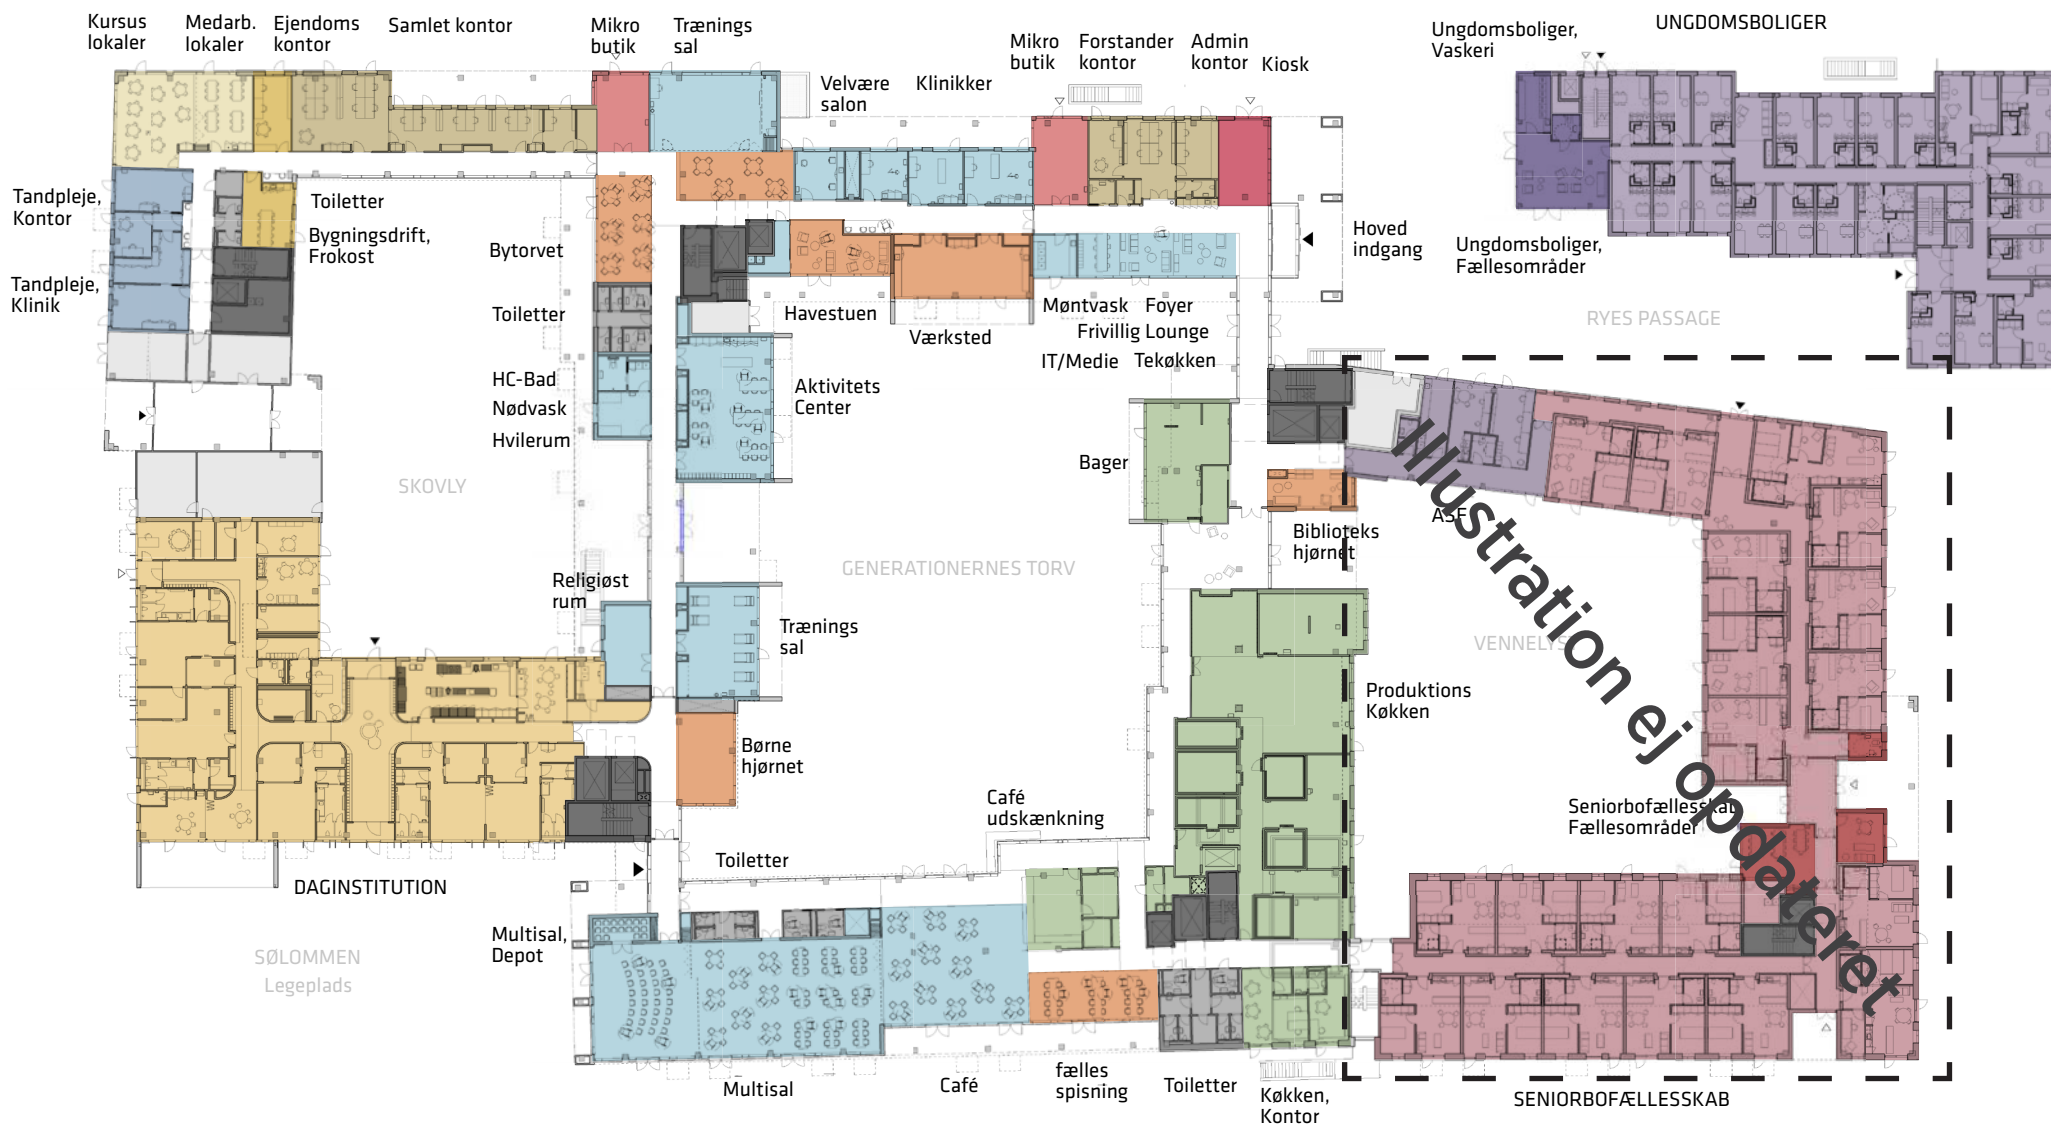 Kursus
lokaler
Medarb.
lokaler
Ejendoms
kontor
Samlet kontor
Mikro
butik
Trænings
sal
Velvære
salon
Klinikker
Mikro
butik
Forstander
kontor
Admin
kontor
Kiosk
Ungdomsboliger,
Vaskeri
UNGDOMSBOLIGER
Tandpleje,
Kontor
Toiletter
Bygningsdrift,
Frokost
Bytorvet
Hoved
indgang
Ungdomsboliger,
Fællesområder
Tandpleje,
Klinik
Toiletter
Havestuen
Værksted
Møntvask
Foyer
Frivillig Lounge
IT/Medie
Tekøkken
RYES PASSAGE
HC-Bad
Nødvask
Hvilerum
Aktivitets
Center
Bager
SKOVLY
ASF
Biblioteks
hjørnet
GENERATIONERNES TORV
Religiøst
rum
Trænings
sal
VENNELYST
Illustration ej opdateret
Produktions
Køkken
Børne
hjørnet
Café
udskænkning
Seniorbofællesskab
Fællesområder
Toiletter
DAGINSTITUTION
Multisal,
Depot
SØLOMMEN
Legeplads
Multisal
Café
fælles
spisning
Toiletter
Køkken,
Kontor
SENIORBOFÆLLESSKAB